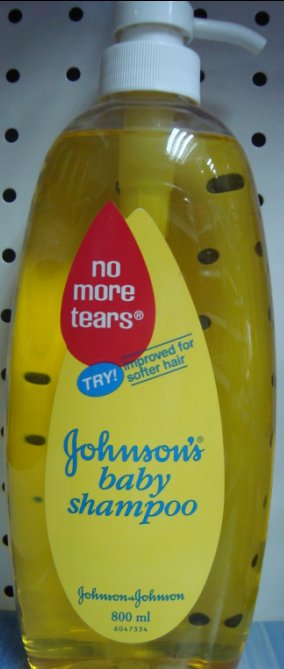 no
more
tears®
TRY!
improved for
softer hair
Johnson's®
baby
shampoo
Johnson & Johnson
800 ml
6047334